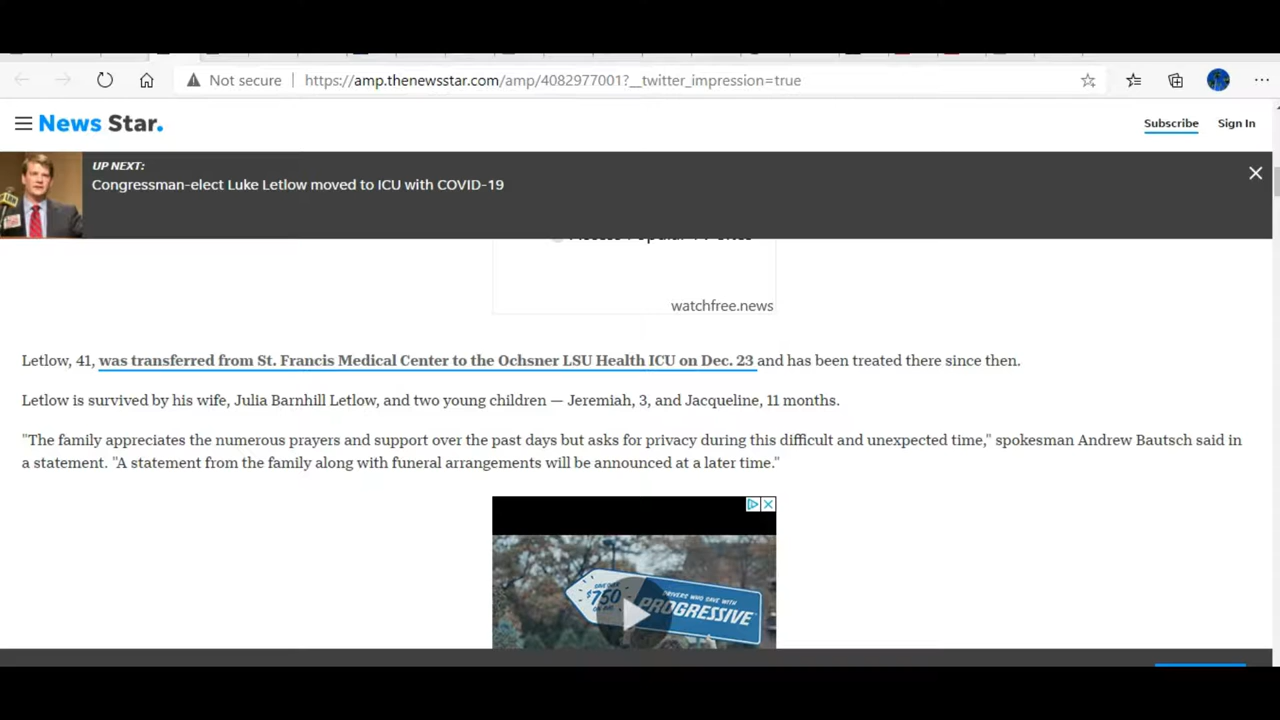 Not secure
https://amp.thenewsstar.com/amp/4082977001?__twitter_impression=true
News Star.
Subscribe
Sign In
UP NEXT:
Congressman-elect Luke Letlow moved to ICU with COVID-19
watchfree.news
Letlow, 41, was transferred from St. Francis Medical Center to the Ochsner LSU Health ICU on Dec. 23 and has been treated there since then.
Letlow is survived by his wife, Julia Barnhill Letlow, and two young children — Jeremiah, 3, and Jacqueline, 11 months.
"The family appreciates the numerous prayers and support over the past days but asks for privacy during this difficult and unexpected time," spokesman Andrew Bautsch said in
a statement. "A statement from the family along with funeral arrangements will be announced at a later time."
$750
DRIVERS WHO SAVE WITH
PROGRESSIVE